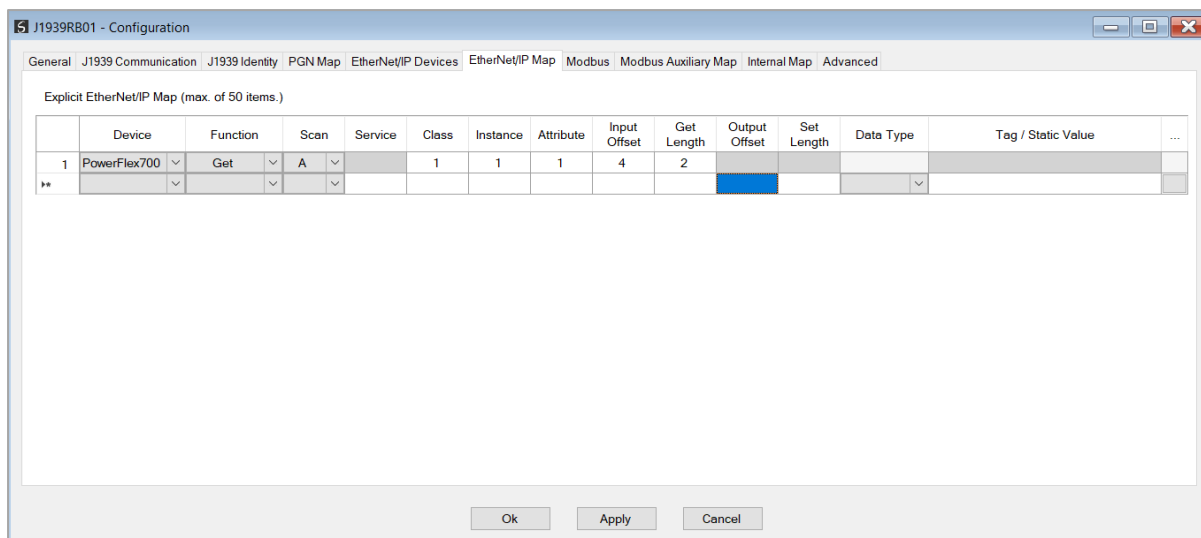 J1939RB01 - Configuration
General J1939 Communication J1939 Identity PGN Map EtherNet/IP Devices EtherNet/IP Map Modbus Modbus Auxiliary Map Internal Map Advanced
Explicit EtherNet/IP Map (max. of 50 items.)
Device Function Scan Service Class Instance Attribute Input Offset Get Length Output Offset Set Length Data Type Tag / Static Value ...
1 PowerFlex700 Get A 1 1 1 4 2
Ok Apply Cancel